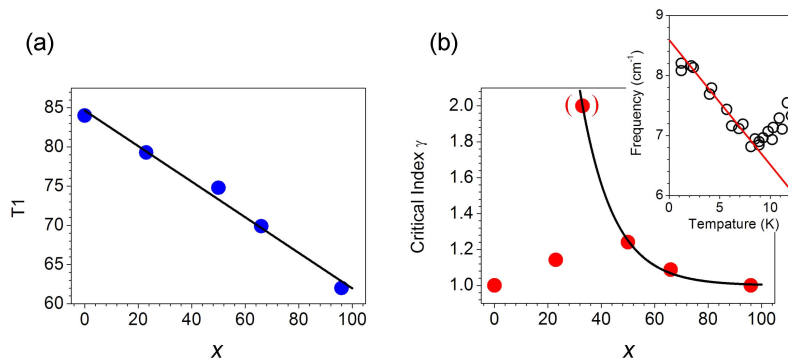 (a)
T1
85
80
75
70
65
60
0 20 40 60 80 100
x
(b)
Critical Index γ
2.0
1.8
1.6
1.4
1.2
1.0
( )
0 20 40 60 80 100
x
Frequency (cm-1)
9
8
7
6
0 5 10
Tempature (K)